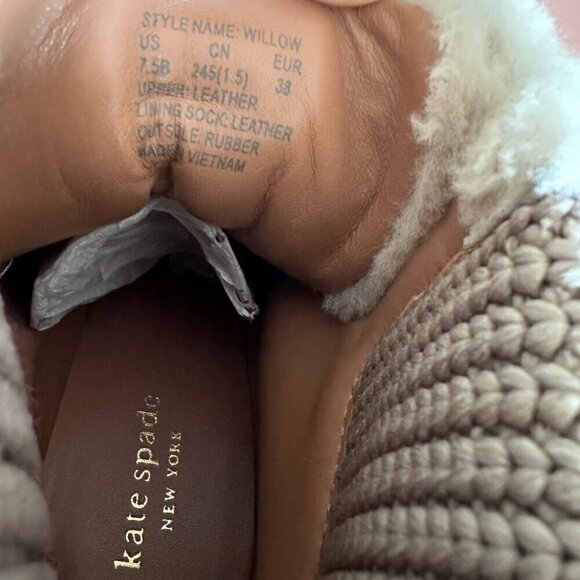 STYLE NAME: WILLOW
US CN EUR
7.5B 245(1.5) 38
UPPER: LEATHER
LINING SOCK: LEATHER
OUTSOLE: RUBBER
MADE IN VIETNAM
kate spade
NEW YORK